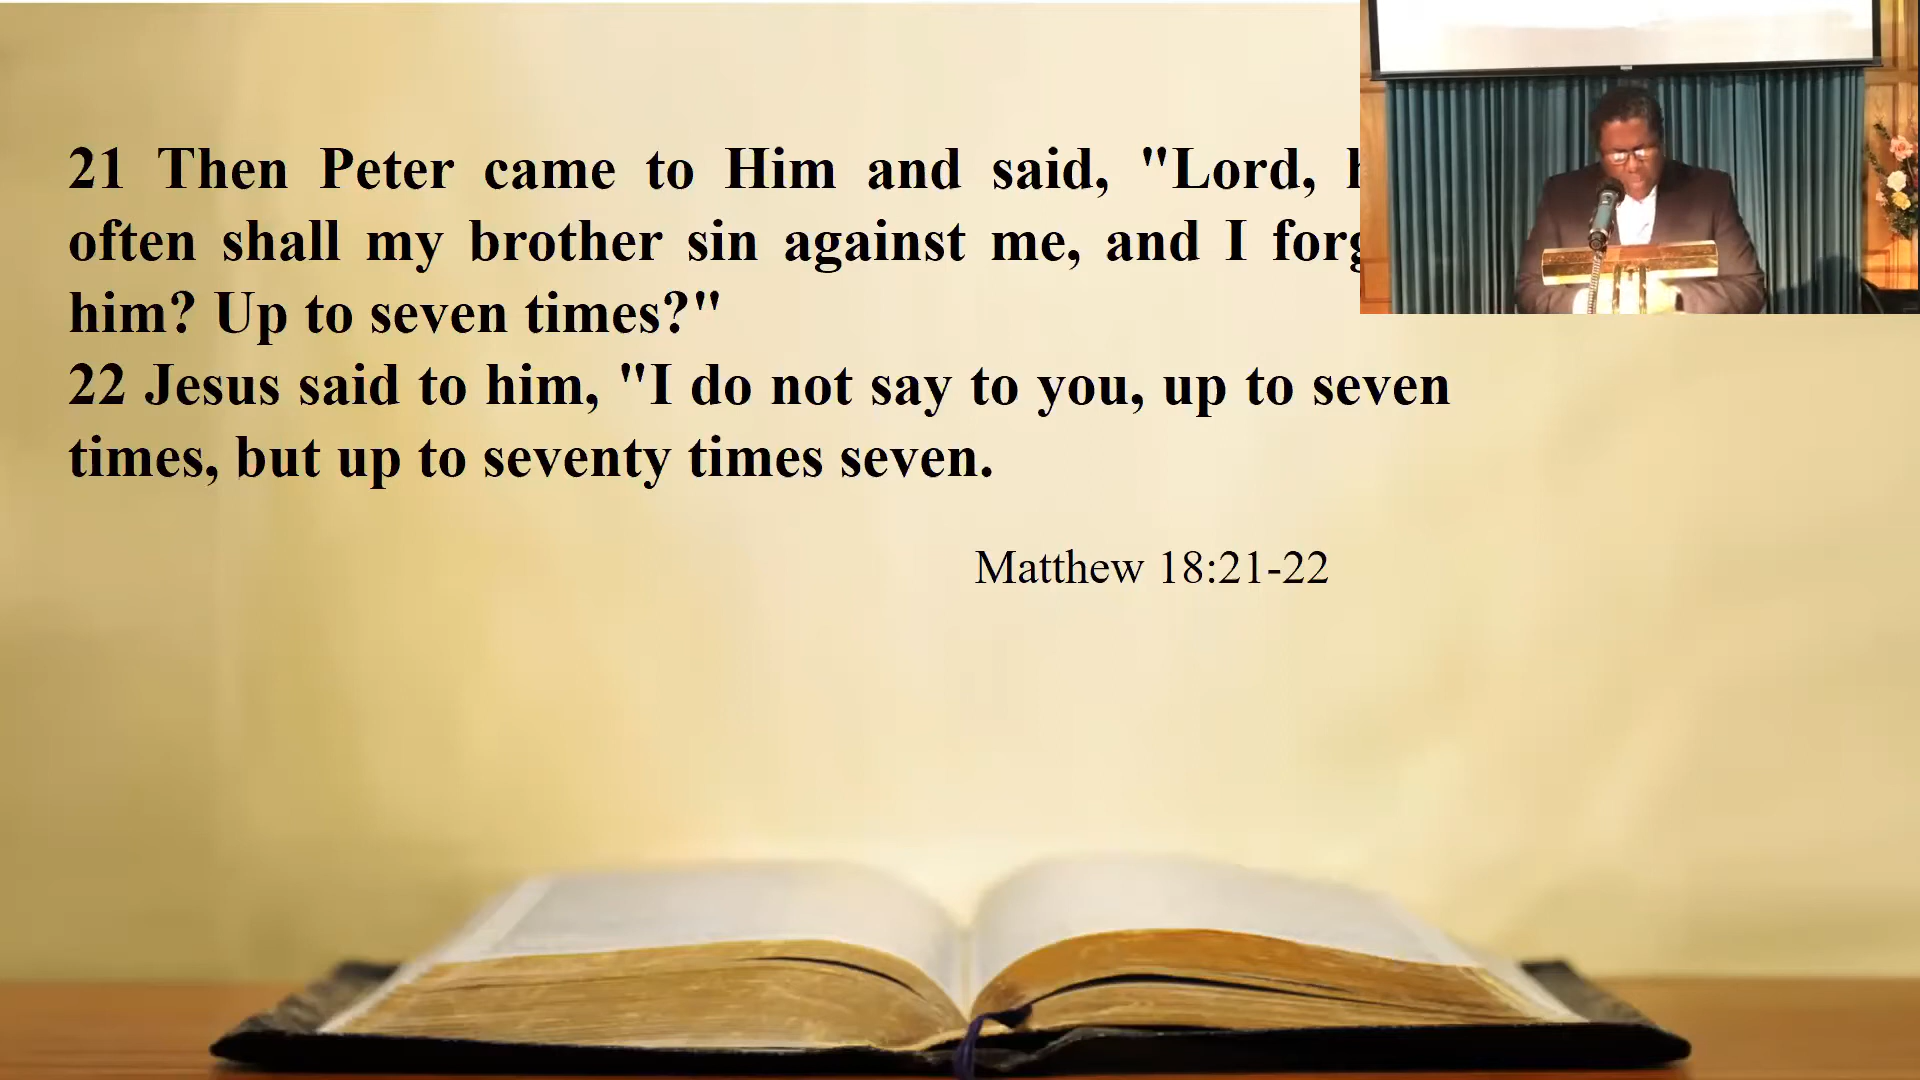 21 Then Peter came to Him and said, "Lord,
often shall my brother sin against me, and I
him? Up to seven times?"
22 Jesus said to him, "I do not say to you, up to seven
times, but up to seventy times seven.
Matthew 18:21-22